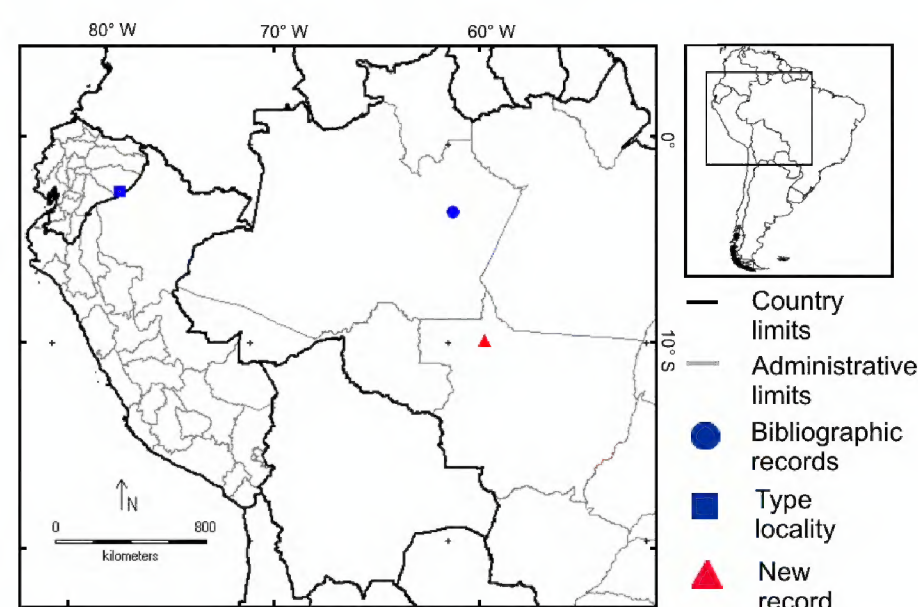 80° W 70° W 60° W
0°
10° S
N
0 800
kilometers
Country
limits
Administrative
limits
Bibliographic
records
Type
locality
New
record